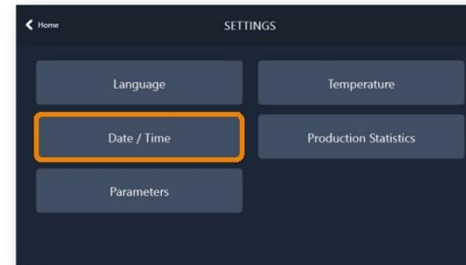 Home
SETTINGS
Language
Temperature
Date / Time
Production Statistics
Parameters